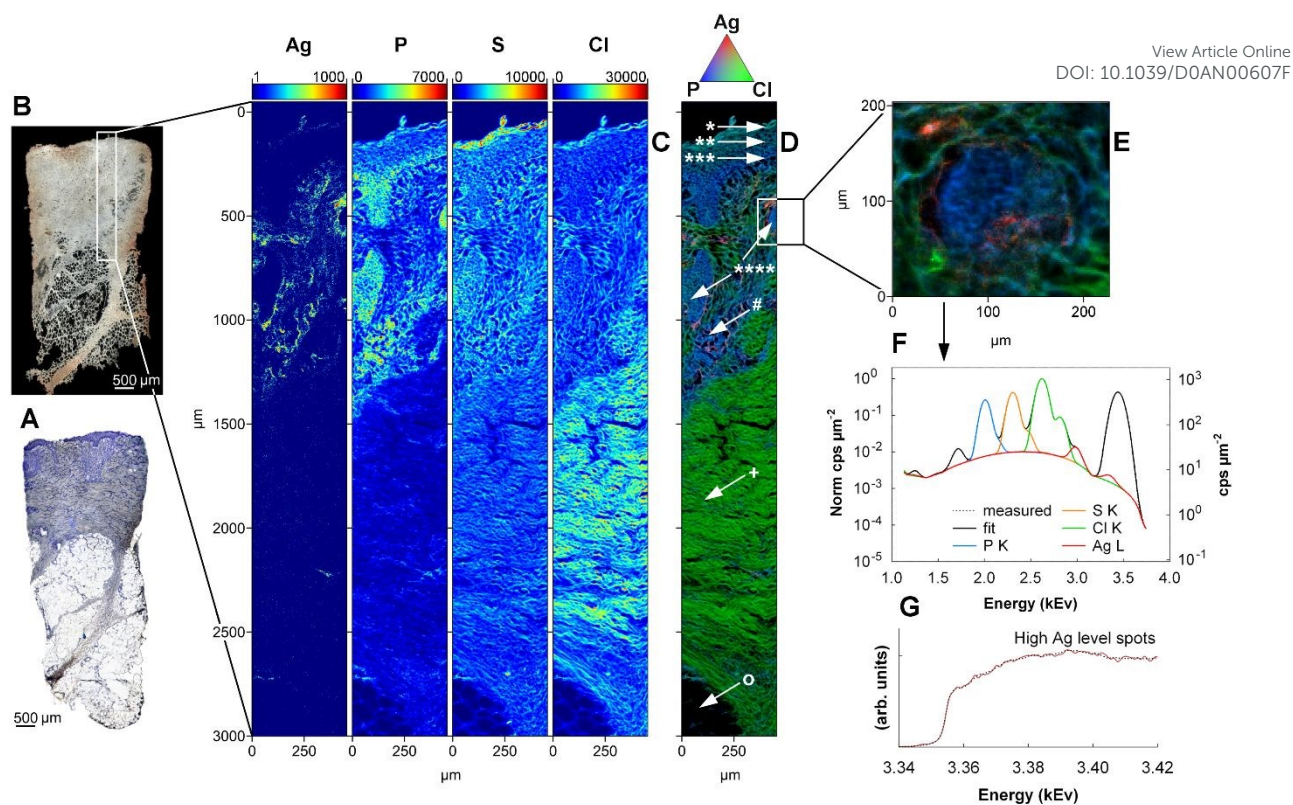 View Article Online
DOI: 10.1039/D0AN00607F
Ag P S Cl
1 1000 0 7000 0 10000 0 30000
Ag
P Cl
B
500 µm
A
500 µm
0
500
1000
1500
2000
2500
3000
µm
0 250
µm
0 250
µm
0 250
µm
0 250
µm
C
*
**
***
****
#
+
o
0 250
µm
D
200
100
0
µm
0 100 200
µm
E
F
10⁰
10⁻¹
10⁻²
10⁻³
10⁻⁴
10⁻⁵
Norm cps µm⁻²
10³
10²
10¹
10⁰
10⁻¹
cps µm⁻²
measured
fit
P K
S K
Cl K
Ag L
1.0 1.5 2.0 2.5 3.0 3.5 4.0
Energy (kEv)
G
High Ag level spots
(arb. units)
3.34 3.36 3.38 3.40 3.42
Energy (kEv)